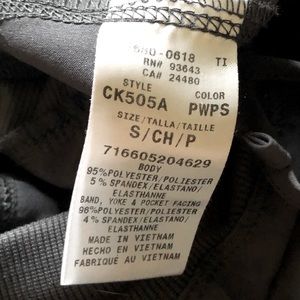 0618 TI
RN# 93643
CA# 24480
STYLE COLOR
CK505A PWPS
SIZE/TALLA/TAILLE
S/CH/P
716605204629
BODY
95%POLYESTER/POLIESTER
5% SPANDEX/ELASTANO/
ELASTHANNE
BAND, YOKE & POCKET FACING
96%POLYESTER/POLIESTER
4% SPANDEX/ELASTANO/
ELASTHANNE
MADE IN VIETNAM
HECHO EN VIETNAM
FABRIQUÉ AU VIETNAM